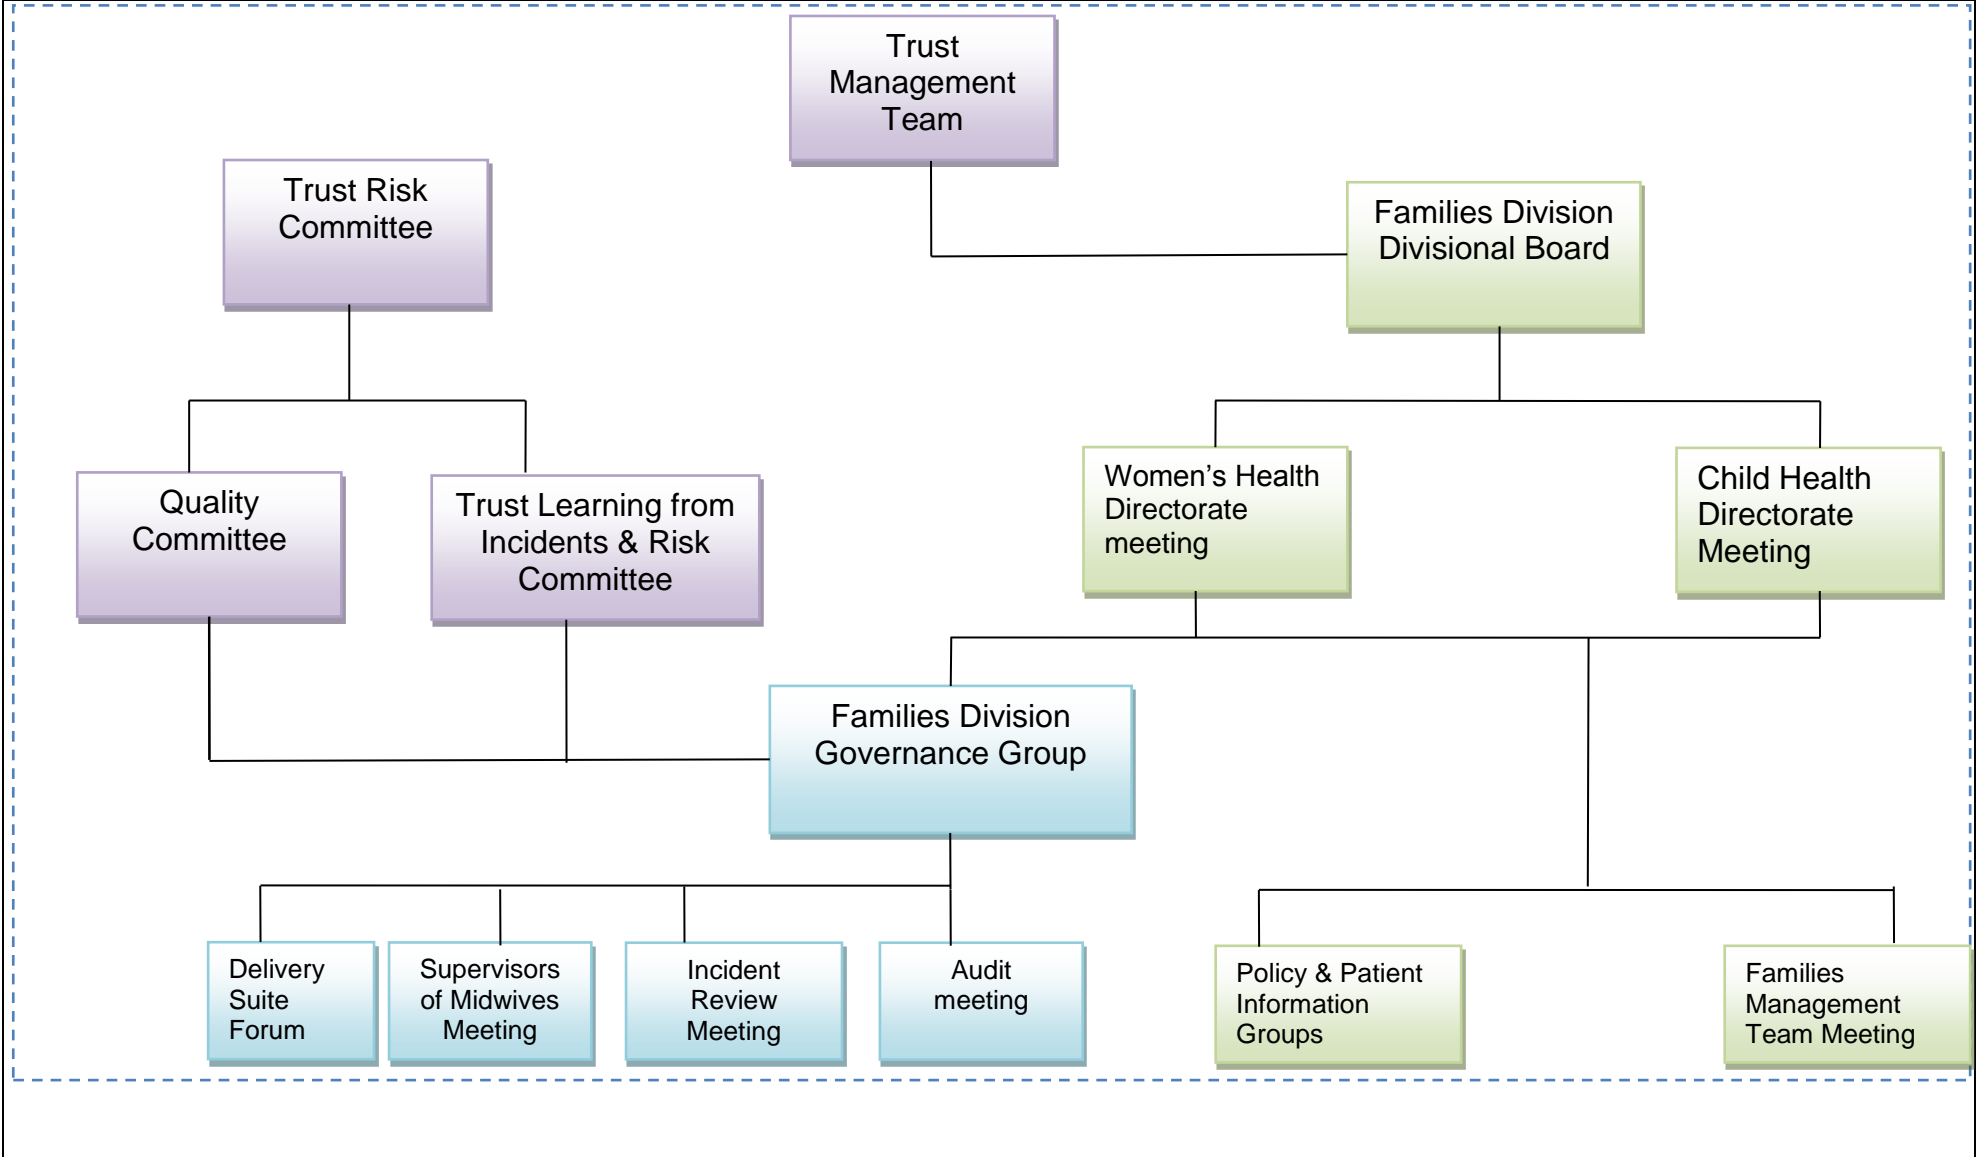 Trust
Management
Team
Trust Risk
Committee
Families Division
Divisional Board
Quality
Committee
Trust Learning from
Incidents & Risk
Committee
Women’s Health
Directorate
meeting
Child Health
Directorate
Meeting
Families Division
Governance Group
Delivery
Suite
Forum
Supervisors
of Midwives
Meeting
Incident
Review
Meeting
Audit
meeting
Policy & Patient
Information
Groups
Families
Management
Team Meeting